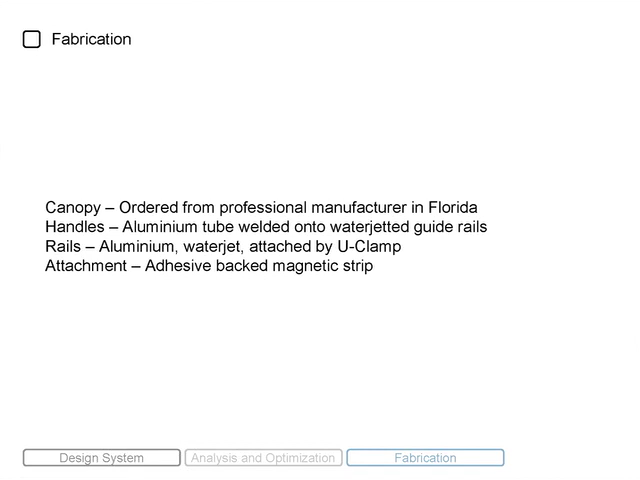 Fabrication
Canopy – Ordered from professional manufacturer in Florida
Handles – Aluminium tube welded onto waterjetted guide rails
Rails – Aluminium, waterjet, attached by U-Clamp
Attachment – Adhesive backed magnetic strip
Design System
Analysis and Optimization
Fabrication